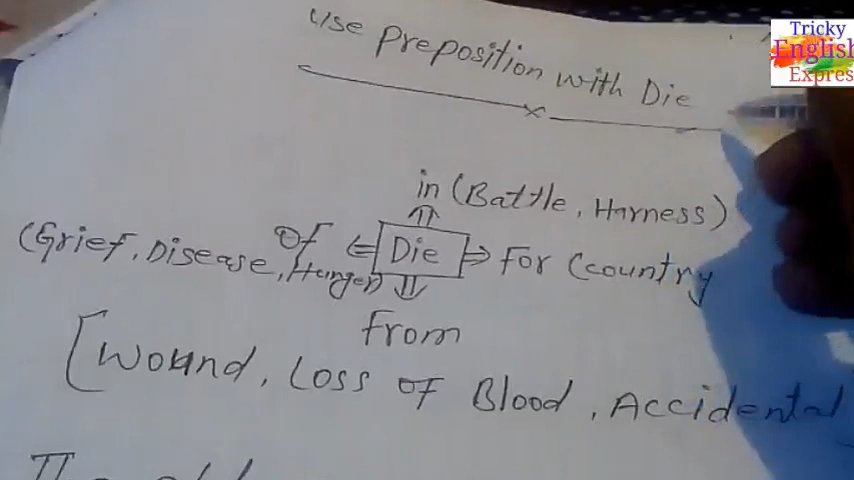 Use Preposition with Die
Tricky
English
Expres
in (Battle, Harness)
(Grief, Disease, Hunger) Of Die For (Country
From
[Wound, Loss of Blood, Accidental